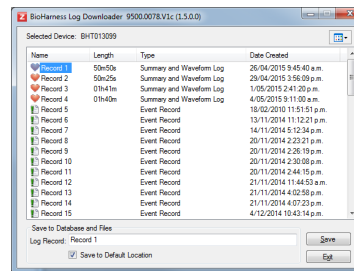 BioHarness Log Downloader 9500.0078.V1c (1.5.0.0)
Selected Device: BHT013099
Name Length Type Date Created
Record 1 50m50s Summary and Waveform Log 26/04/2015 9:45:40 a.m.
Record 2 50m25s Summary and Waveform Log 29/04/2015 3:56:09 p.m.
Record 3 01h41m Summary and Waveform Log 1/05/2015 2:41:20 p.m.
Record 4 01h40m Summary and Waveform Log 4/05/2015 9:11:00 a.m.
Record 5 Event Record 18/02/2010 11:51:51 p.m.
Record 6 Event Record 13/11/2014 11:12:21 p.m.
Record 7 Event Record 14/11/2014 5:12:34 p.m.
Record 8 Event Record 20/11/2014 2:23:21 p.m.
Record 9 Event Record 20/11/2014 2:26:19 p.m.
Record 10 Event Record 20/11/2014 2:30:08 p.m.
Record 11 Event Record 20/11/2014 2:44:15 p.m.
Record 12 Event Record 21/11/2014 11:44:53 a.m.
Record 13 Event Record 21/11/2014 4:02:58 p.m.
Record 14 Event Record 21/11/2014 4:07:23 p.m.
Record 15 Event Record 4/12/2014 10:43:14 p.m.
Save to Database and Files
Log Record: Record 1
Save
Save to Default Location
Exit